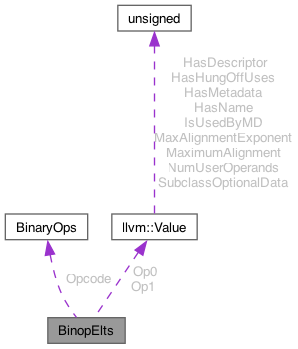 unsigned
HasDescriptor
HasHungOffUses
HasMetadata
HasName
IsUsedByMD
MaxAlignmentExponent
MaximumAlignment
NumUserOperands
SubclassOptionalData
BinaryOps
llvm::Value
Opcode
Op0
Op1
BinopElts